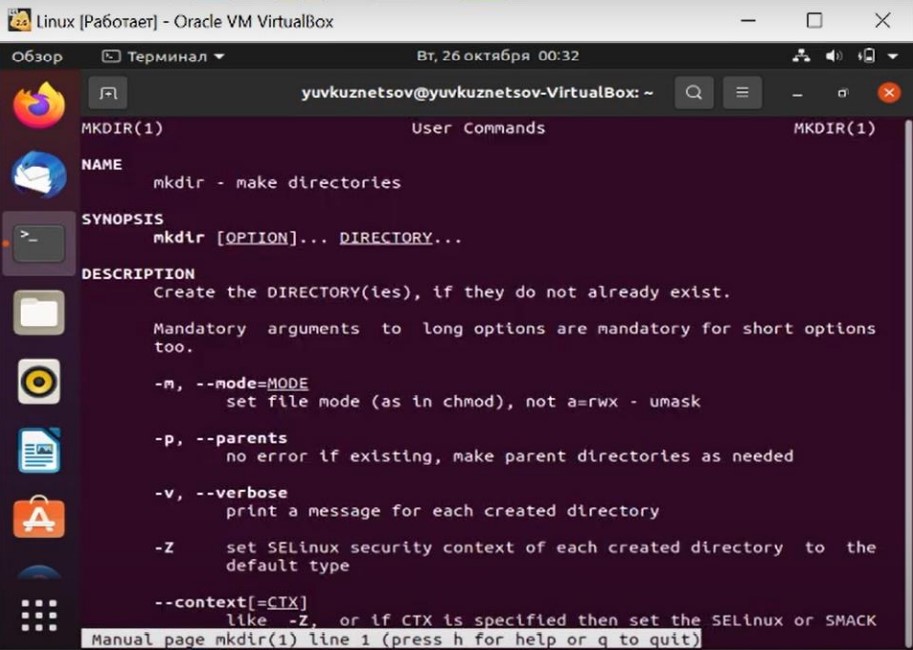 Linux [Работает] - Oracle VM VirtualBox
Обзор Терминал Вт, 26 октября 00:32
yuvkuznetsov@yuvkuznetsov-VirtualBox: ~
MKDIR(1) User Commands MKDIR(1)
NAME
mkdir - make directories
SYNOPSIS
mkdir [OPTION]... DIRECTORY...
DESCRIPTION
Create the DIRECTORY(ies), if they do not already exist.
Mandatory arguments to long options are mandatory for short options
too.
-m, --mode=MODE
set file mode (as in chmod), not a=rwx - umask
-p, --parents
no error if existing, make parent directories as needed
-v, --verbose
print a message for each created directory
-Z set SELinux security context of each created directory to the
default type
--context[=CTX]
like -Z, or if CTX is specified then set the SELinux or SMACK
Manual page mkdir(1) line 1 (press h for help or q to quit)